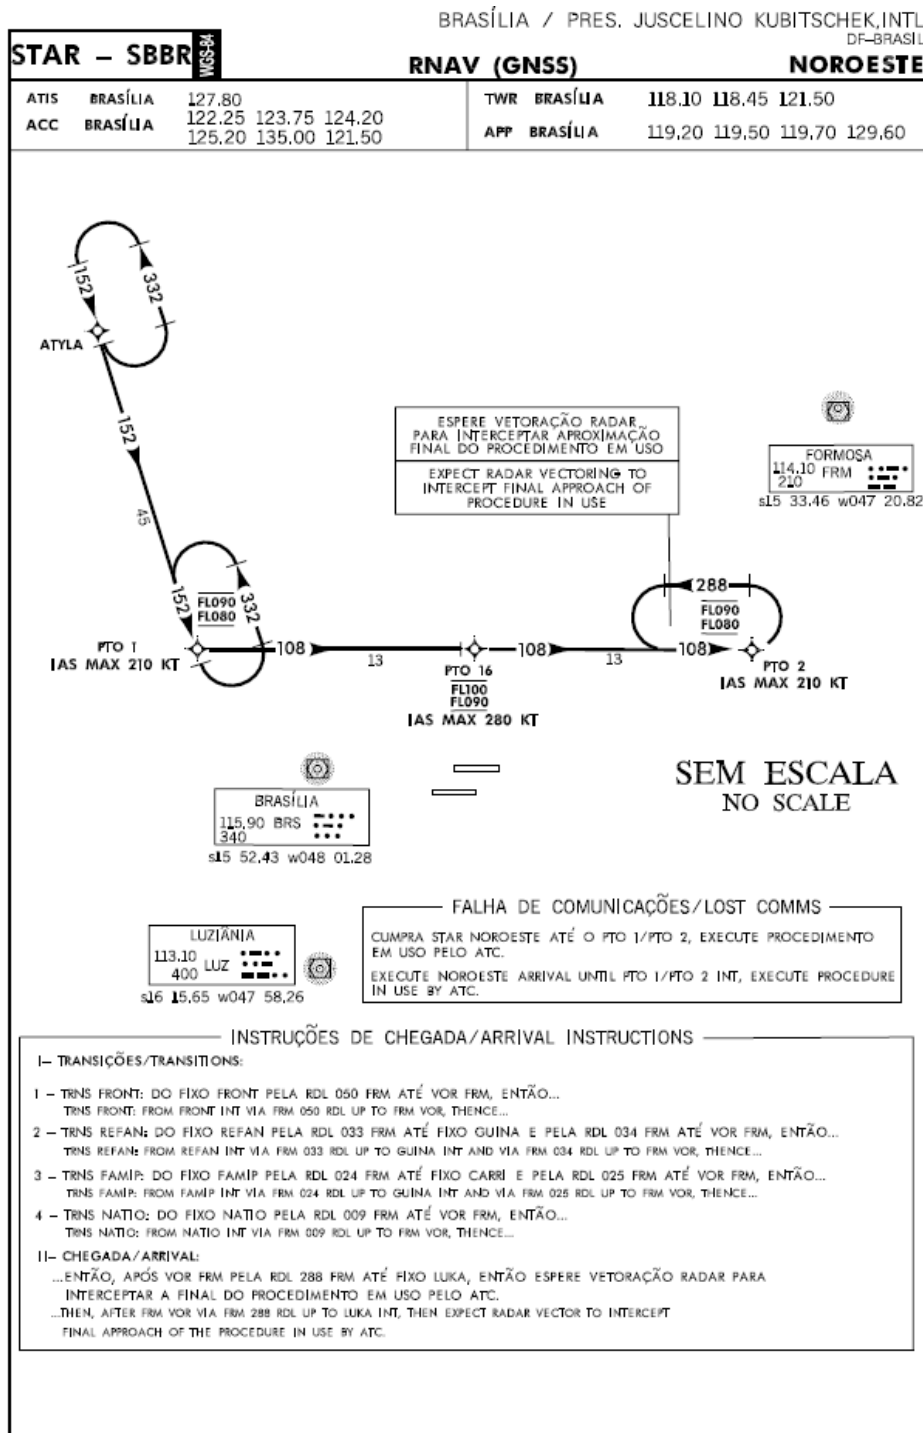 BRASÍLIA / PRES. JUSCELINO KUBITSCHEK,INTL
DF–BRASIL
STAR – SBBR
WGS-84
RNAV (GNSS)
NOROESTE
ATIS BRASÍLIA 127.80
ACC BRASÍLIA 122.25 123.75 124.20
125.20 135.00 121.50
TWR BRASÍLIA 118.10 118.45 121.50
APP BRASÍLIA 119.20 119.50 119.70 129.60
152
332
ATYLA
152
45
ESPERE VETORAÇÃO RADAR
PARA INTERCEPTAR APROXIMAÇÃO
FINAL DO PROCEDIMENTO EM USO
EXPECT RADAR VECTORING TO
INTERCEPT FINAL APPROACH OF
PROCEDURE IN USE
FORMOSA
114.10 FRM
210
s15 33.46 w047 20.82
152
FL090
FL080
332
PTO 1
IAS MAX 210 KT
108
13
PTO 16
FL100
FL090
IAS MAX 280 KT
108
13
288
FL090
FL080
108
PTO 2
IAS MAX 210 KT
SEM ESCALA
NO SCALE
BRASÍLIA
115.90 BRS
340
s15 52.43 w048 01.28
LUZIÂNIA
113.10 LUZ
400
s16 15.65 w047 58.26
FALHA DE COMUNICAÇÕES/LOST COMMS
CUMPRA STAR NOROESTE ATÉ O PTO 1/PTO 2, EXECUTE PROCEDIMENTO
EM USO PELO ATC.
EXECUTE NOROESTE ARRIVAL UNTIL PTO 1/PTO 2 INT, EXECUTE PROCEDURE
IN USE BY ATC.
INSTRUÇÕES DE CHEGADA/ARRIVAL INSTRUCTIONS
I– TRANSIÇÕES/TRANSITIONS:
1 – TRNS FRONT: DO FIXO FRONT PELA RDL 050 FRM ATÉ VOR FRM, ENTÃO...
TRNS FRONT: FROM FRONT INT VIA FRM 050 RDL UP TO FRM VOR, THENCE...
2 – TRNS REFAN: DO FIXO REFAN PELA RDL 033 FRM ATÉ FIXO GUINA E PELA RDL 034 FRM ATÉ VOR FRM, ENTÃO...
TRNS REFAN: FROM REFAN INT VIA FRM 033 RDL UP TO GUINA INT AND VIA FRM 034 RDL UP TO FRM VOR, THENCE...
3 – TRNS FAMIP: DO FIXO FAMIP PELA RDL 024 FRM ATÉ FIXO CARRI E PELA RDL 025 FRM ATÉ VOR FRM, ENTÃO...
TRNS FAMIP: FROM FAMIP INT VIA FRM 024 RDL UP TO GUINA INT AND VIA FRM 025 RDL UP TO FRM VOR, THENCE...
4 – TRNS NATIO: DO FIXO NATIO PELA RDL 009 FRM ATÉ VOR FRM, ENTÃO...
TRNS NATIO: FROM NATIO INT VIA FRM 009 RDL UP TO FRM VOR, THENCE...
II– CHEGADA/ARRIVAL:
...ENTÃO, APÓS VOR FRM PELA RDL 288 FRM ATÉ FIXO LUKA, ENTÃO ESPERE VETORAÇÃO RADAR PARA
INTERCEPTAR A FINAL DO PROCEDIMENTO EM USO PELO ATC.
...THEN, AFTER FRM VOR VIA FRM 288 RDL UP TO LUKA INT, THEN EXPECT RADAR VECTOR TO INTERCEPT
FINAL APPROACH OF THE PROCEDURE IN USE BY ATC.